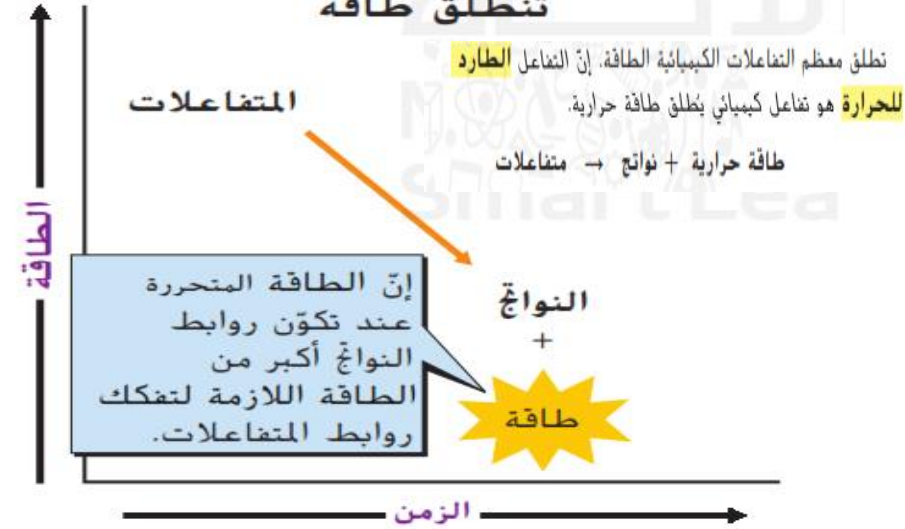 تنطلق طاقة
تطلق معظم التفاعلات الكيميائية الطاقة. إنّ التفاعل الطارد
للحرارة هو تفاعل كيميائي يُطلق طاقة حرارية.
طاقة حرارية + نواتج → متفاعلات
المتفاعلات
الطاقة
إنّ الطاقة المتحررة
عند تكوّن روابط
النواتج أكبر من
الطاقة اللازمة لتفكك
روابط المتفاعلات.
النواتج
+
طاقة
الزمن